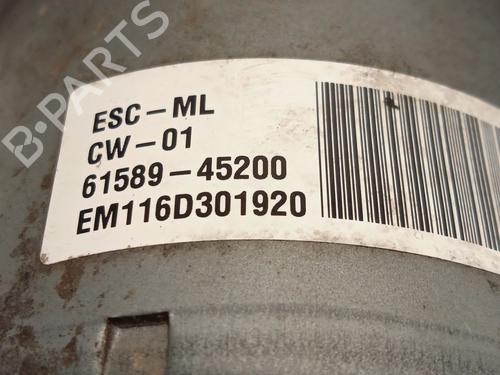 B-PARTS
ESC-ML
CW-01
61589-45200
EM116D301920